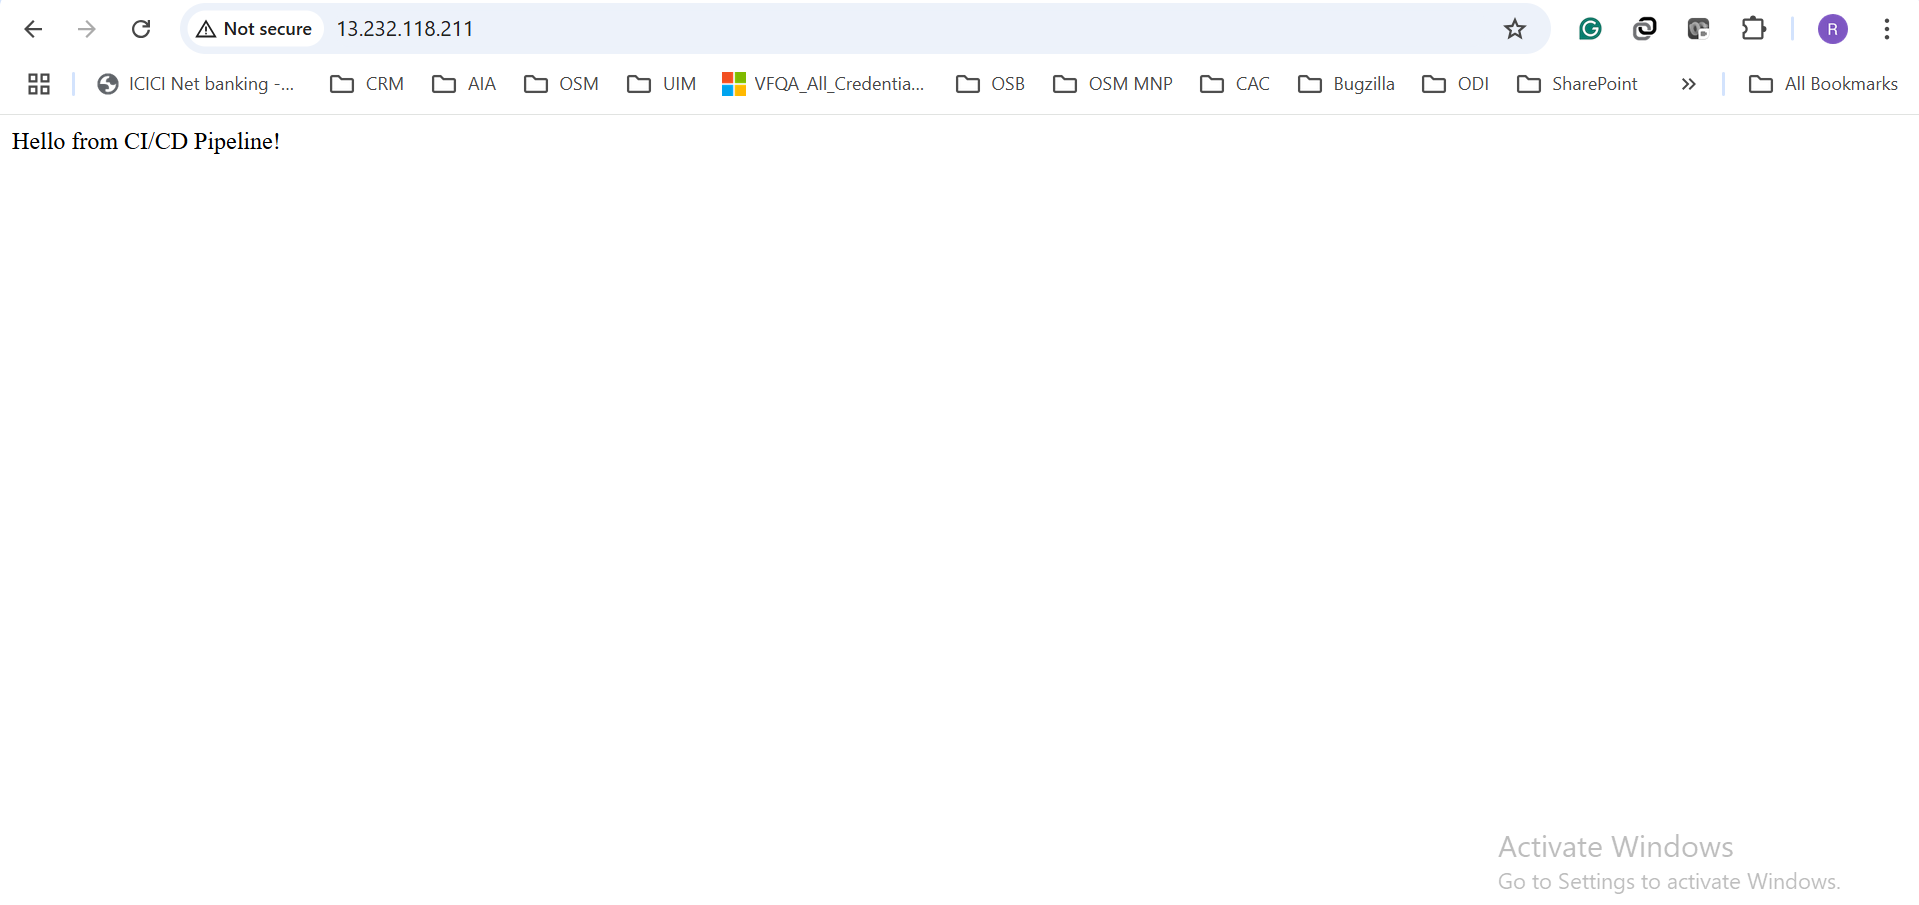 Not secure 13.232.118.211 R
ICICI Net banking -... CRM AIA OSM UIM VFQA_All_Credentia... OSB OSM MNP CAC Bugzilla ODI SharePoint » All Bookmarks
Hello from CI/CD Pipeline!
Activate Windows
Go to Settings to activate Windows.